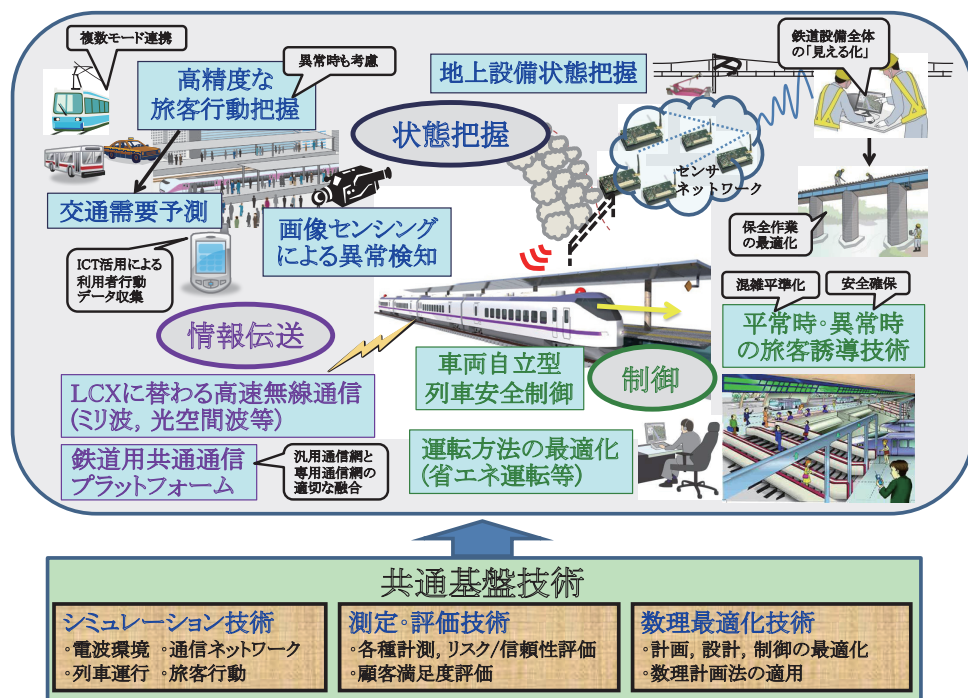 複数モード連携
高精度な
旅客行動把握
異常時も考慮
地上設備状態把握
鉄道設備全体
の「見える化」
状態把握
センサ
ネットワーク
交通需要予測
画像センシング
による異常検知
保全作業
の最適化
ICT活用による
利用者行動
データ収集
混雑平準化
安全確保
平常時・異常時
の旅客誘導技術
情報伝送
車両自立型
列車安全制御
制御
LCXに替わる高速無線通信
(ミリ波, 光空間波等)
鉄道用共通通信
プラットフォーム
汎用通信網と
専用通信網の
適切な融合
運転方法の最適化
(省エネ運転等)
共通基盤技術
シミュレーション技術
・電波環境 ・通信ネットワーク
・列車運行 ・旅客行動
測定・評価技術
・各種計測, リスク/信頼性評価
・顧客満足度評価
数理最適化技術
・計画, 設計, 制御の最適化
・数理計画法の適用